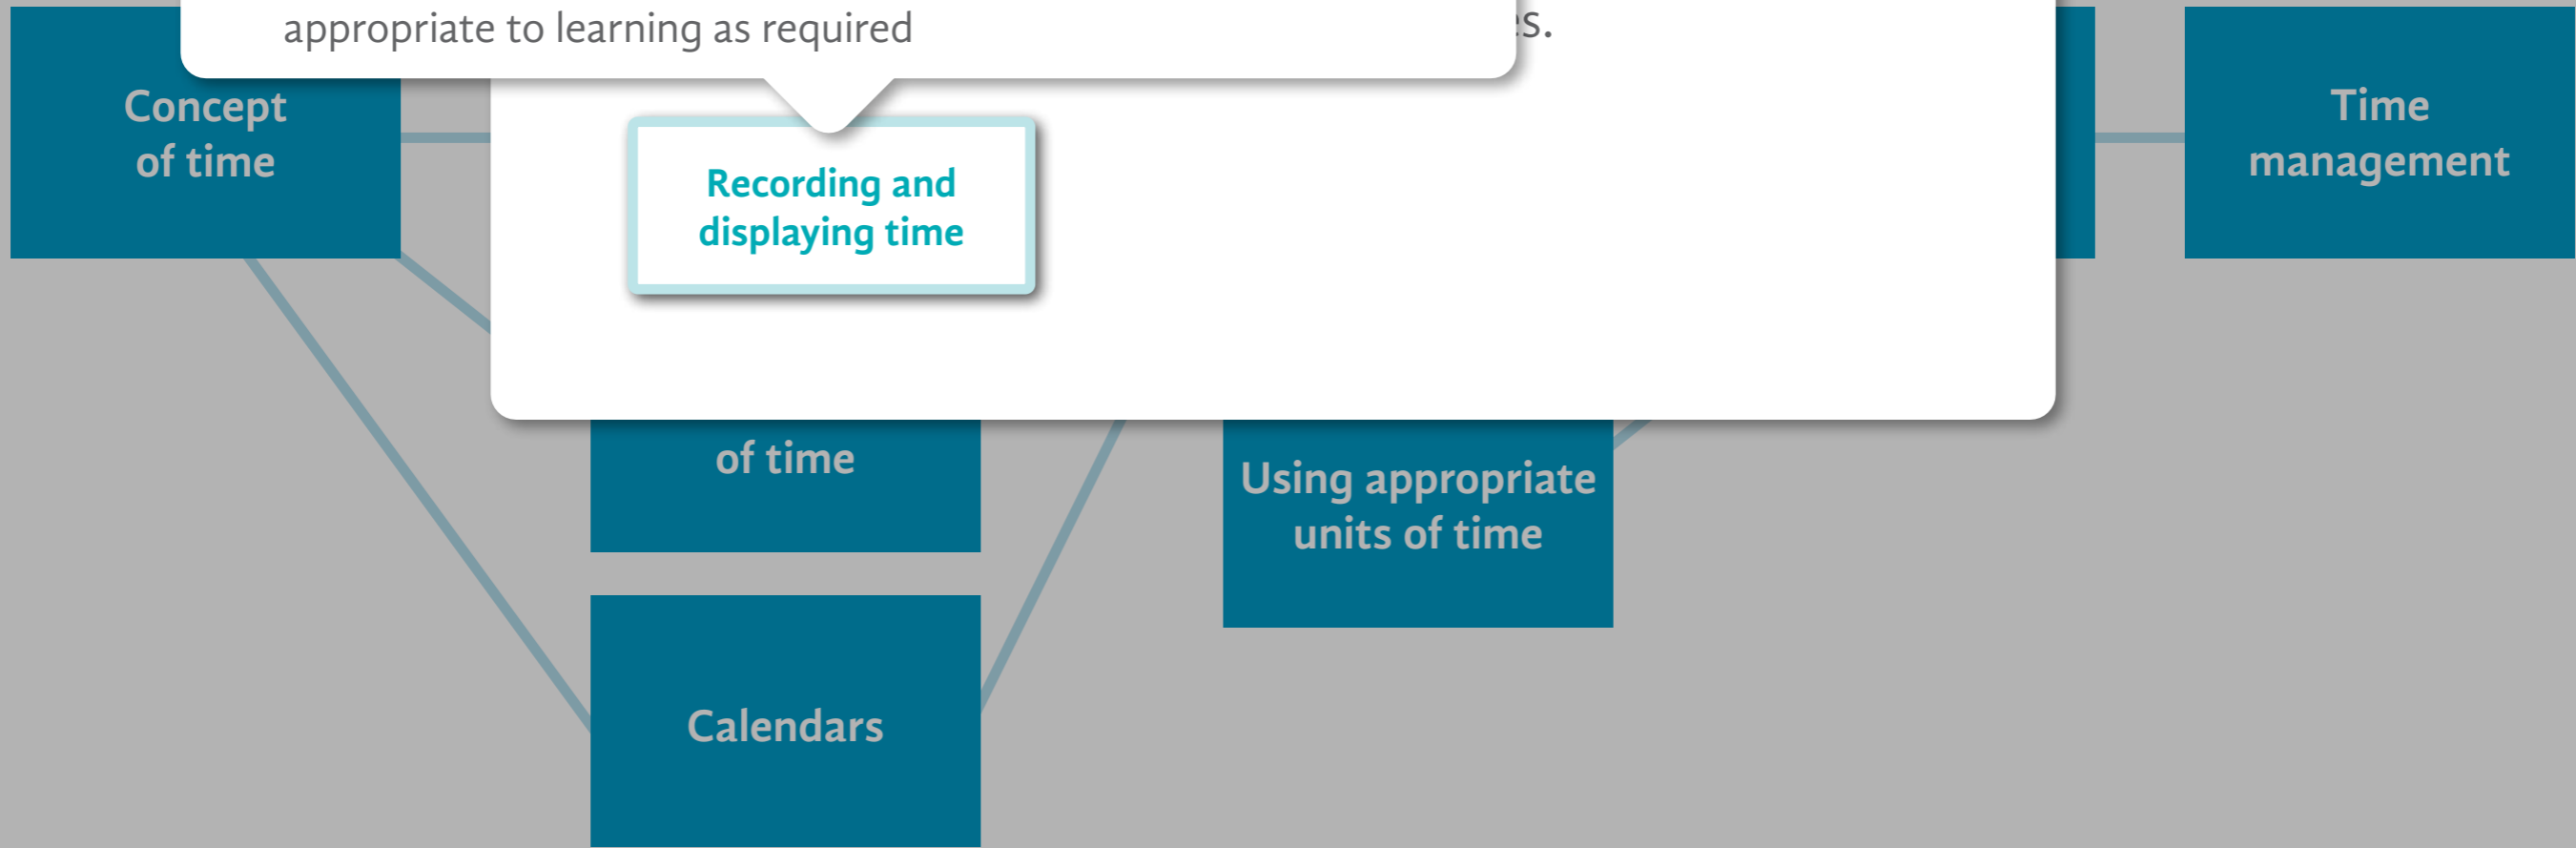 appropriate to learning as required
Concept
of time
Recording and
displaying time
Time
management
of time
Using appropriate
units of time
Calendars